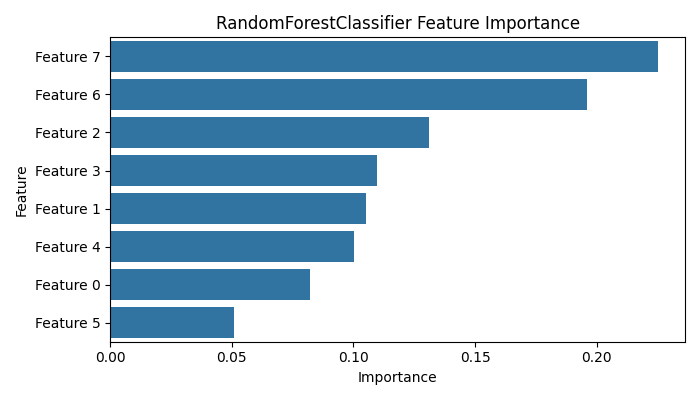 RandomForestClassifier Feature Importance
Feature 7
Feature 6
Feature 2
Feature 3
Feature 1
Feature 4
Feature 0
Feature 5
Feature
0.00 0.05 0.10 0.15 0.20
Importance